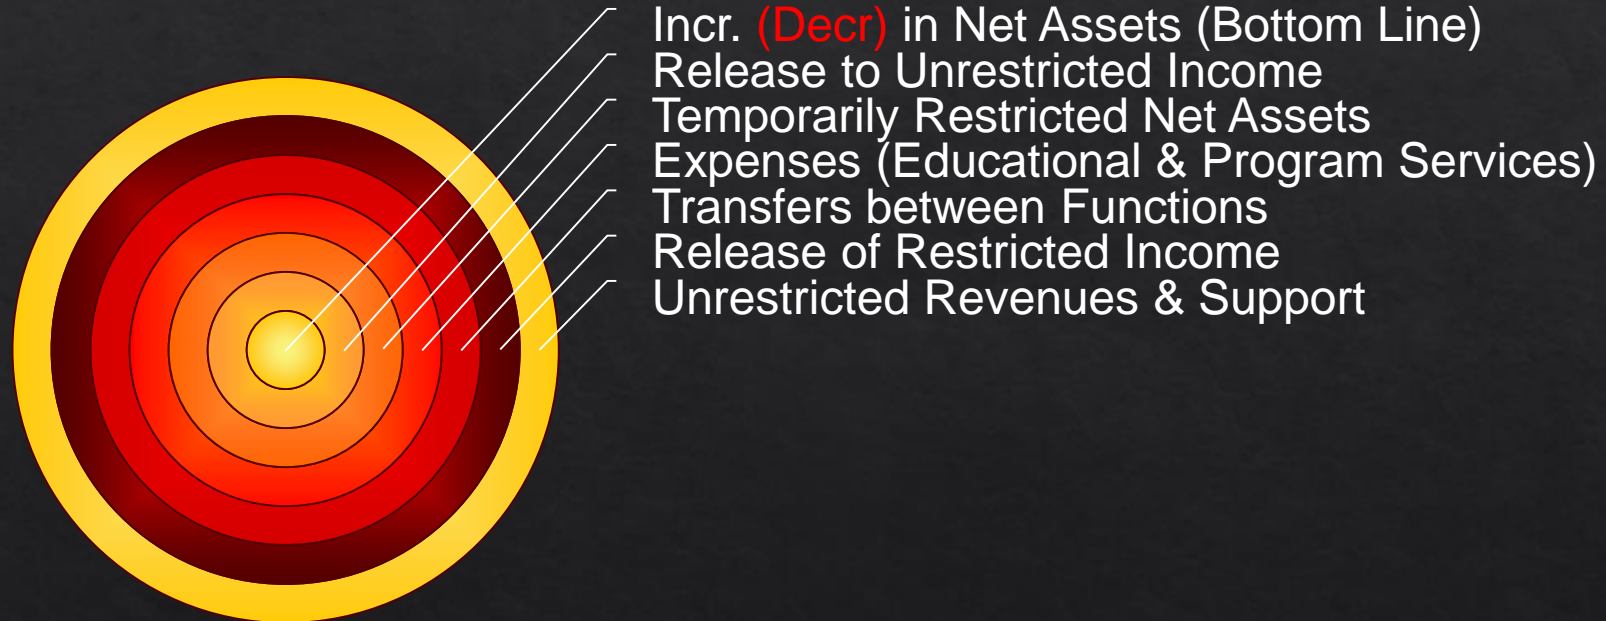 Incr. (Decr) in Net Assets (Bottom Line)
Release to Unrestricted Income
Temporarily Restricted Net Assets
Expenses (Educational & Program Services)
Transfers between Functions
Release of Restricted Income
Unrestricted Revenues & Support